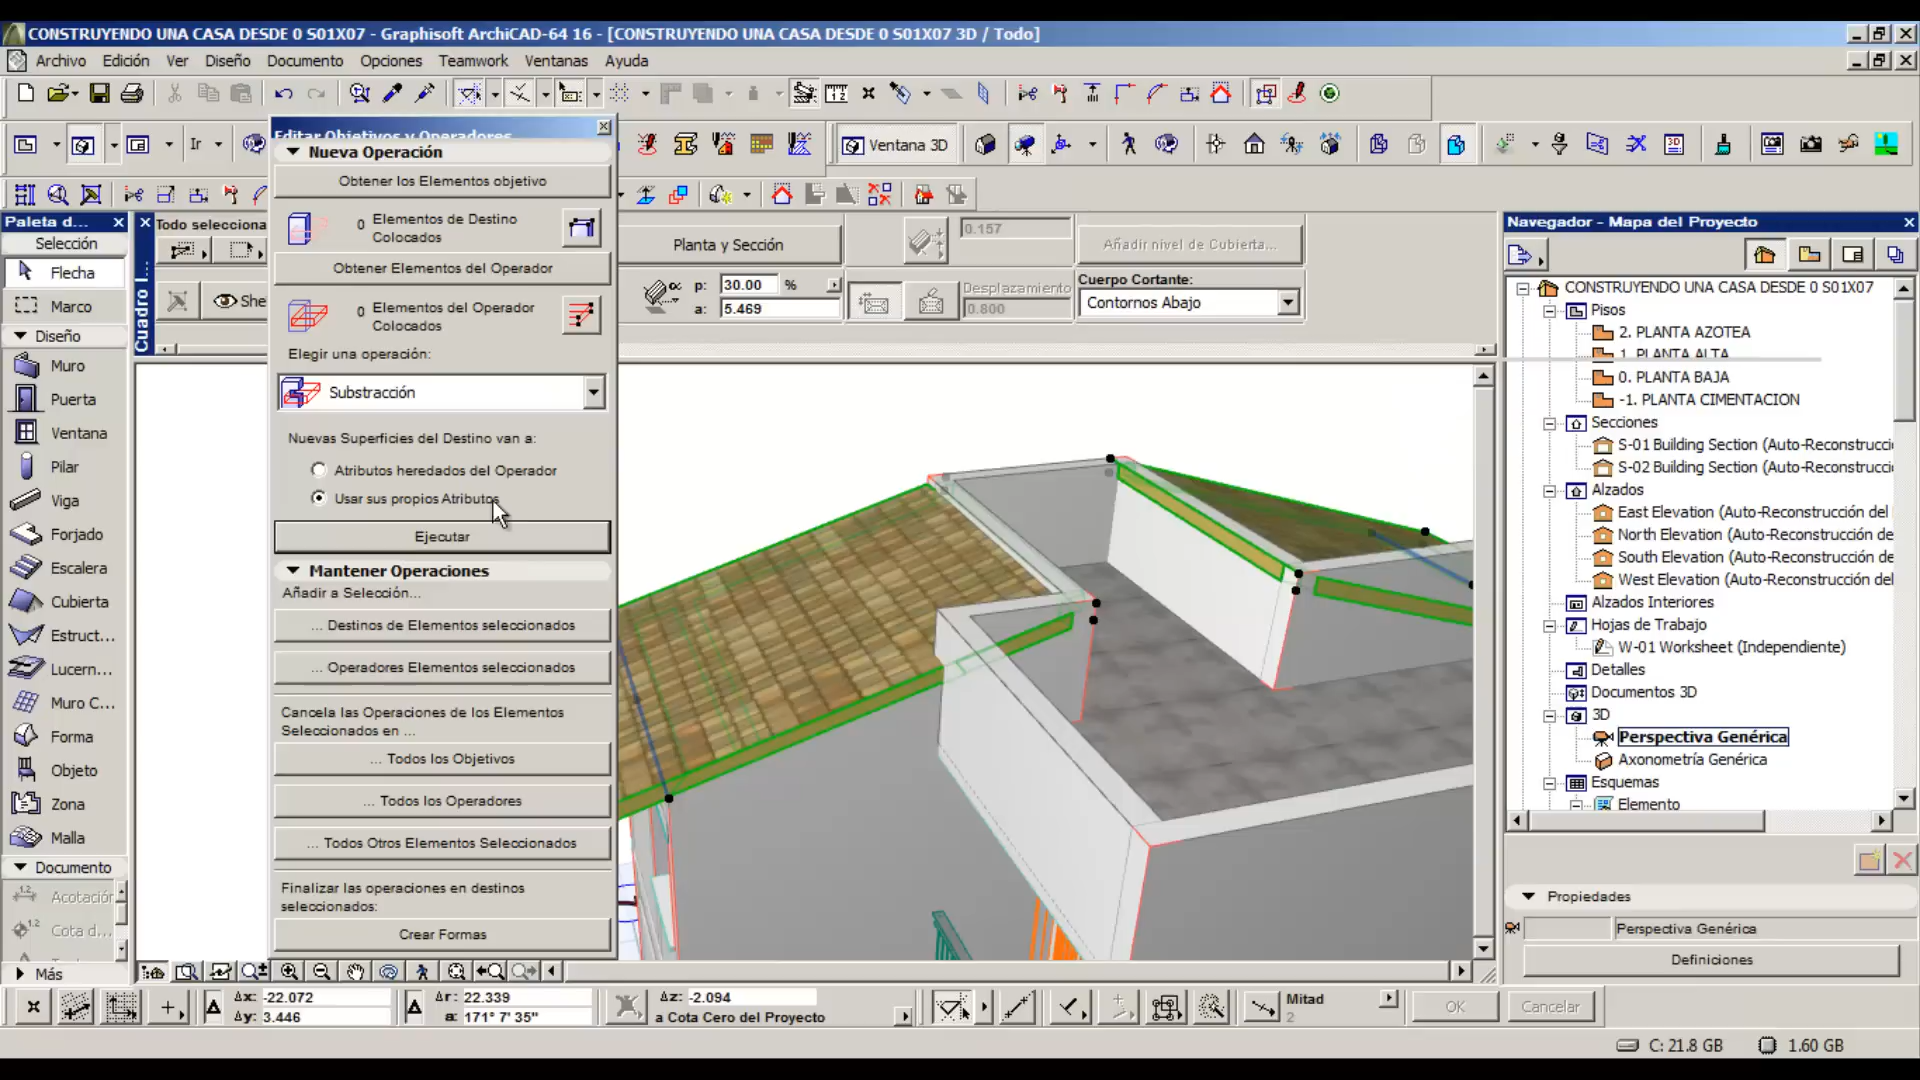 CONSTRUYENDO UNA CASA DESDE 0 S01X07 - Graphisoft ArchiCAD-64 16 - [CONSTRUYENDO UNA CASA DESDE 0 S01X07 3D / Todo]
Archivo Edición Ver Diseño Documento Opciones Teamwork Ventanas Ayuda
Ir
Ventana 3D
Editar Objetivos y Operadores
Nueva Operación
Obtener los Elementos objetivo
0 Elementos de Destino Colocados
Obtener Elementos del Operador
0 Elementos del Operador Colocados
Elegir una operación:
Substracción
Nuevas Superficies del Destino van a:
Atributos heredados del Operador
Usar sus propios Atributos
Ejecutar
Mantener Operaciones
Añadir a Selección...
... Destinos de Elementos seleccionados
... Operadores Elementos seleccionados
Cancela las Operaciones de los Elementos
Seleccionados en ...
... Todos los Objetivos
... Todos los Operadores
... Todos Otros Elementos Seleccionados
Finalizar las operaciones en destinos
seleccionados:
Crear Formas
Paleta d...
Selección
Flecha
Marco
Diseño
Muro
Puerta
Ventana
Pilar
Viga
Forjado
Escalera
Cubierta
Estruct...
Lucern...
Muro C...
Forma
Objeto
Zona
Malla
Documento
Acotación
Cota d...
Más
Cuadro I...
Todo selecciona
She
Planta y Sección
p: 30.00 %
a: 5.469
0.157
Desplazamiento
0.800
Añadir nivel de Cubierta...
Cuerpo Cortante:
Contornos Abajo
Navegador - Mapa del Proyecto
CONSTRUYENDO UNA CASA DESDE 0 S01X07
Pisos
2. PLANTA AZOTEA
1. PLANTA ALTA
0. PLANTA BAJA
-1. PLANTA CIMENTACION
Secciones
S-01 Building Section (Auto-Reconstrucci
S-02 Building Section (Auto-Reconstrucci
Alzados
East Elevation (Auto-Reconstrucción del
North Elevation (Auto-Reconstrucción de
South Elevation (Auto-Reconstrucción de
West Elevation (Auto-Reconstrucción del
Alzados Interiores
Hojas de Trabajo
W-01 Worksheet (Independiente)
Detalles
Documentos 3D
3D
Perspectiva Genérica
Axonometría Genérica
Esquemas
Elemento
Propiedades
Perspectiva Genérica
Definiciones
Δx: -22.072
Δy: 3.446
Δr: 22.339
a: 171° 7' 35"
Δz: -2.094
a Cota Cero del Proyecto
Mitad
2
OK
Cancelar
C: 21.8 GB
1.60 GB